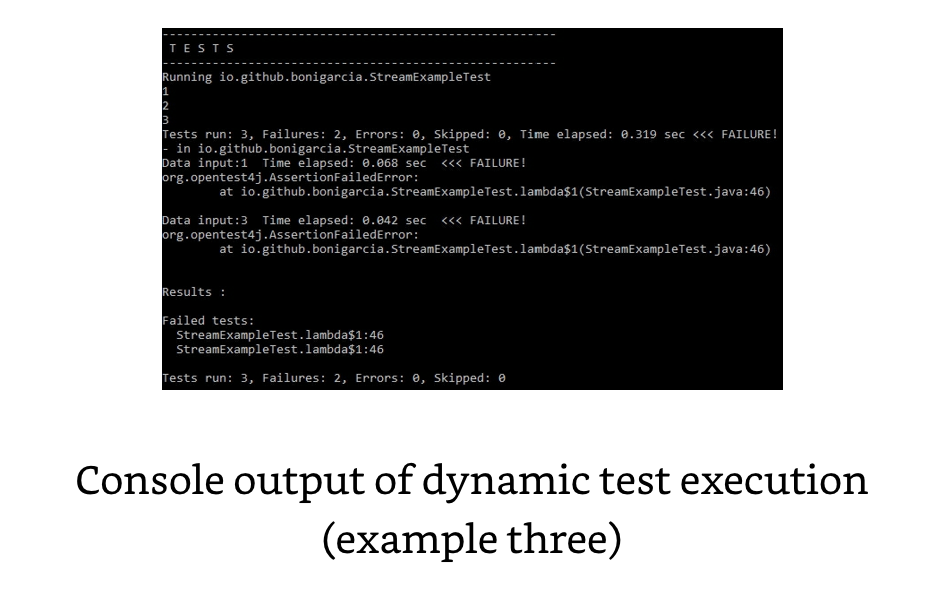 -------------------------------------------------------
 T E S T S
-------------------------------------------------------
Running io.github.bonigarcia.StreamExampleTest
1
2
3
Tests run: 3, Failures: 2, Errors: 0, Skipped: 0, Time elapsed: 0.319 sec <<< FAILURE!
- in io.github.bonigarcia.StreamExampleTest
Data input:1  Time elapsed: 0.068 sec  <<< FAILURE!
org.opentest4j.AssertionFailedError:
        at io.github.bonigarcia.StreamExampleTest.lambda$1(StreamExampleTest.java:46)
Data input:3  Time elapsed: 0.042 sec  <<< FAILURE!
org.opentest4j.AssertionFailedError:
        at io.github.bonigarcia.StreamExampleTest.lambda$1(StreamExampleTest.java:46)
Results :
Failed tests:
  StreamExampleTest.lambda$1:46
  StreamExampleTest.lambda$1:46
Tests run: 3, Failures: 2, Errors: 0, Skipped: 0
Console output of dynamic test execution
(example three)